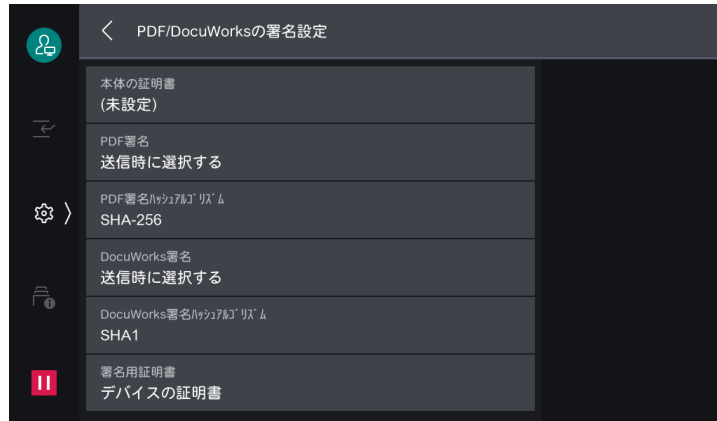 PDF/DocuWorksの署名設定
本体の証明書
(未設定)
PDF署名
送信時に選択する
PDF署名ﾊｯｼｭｱﾙｺﾞﾘｽﾞﾑ
SHA-256
DocuWorks署名
送信時に選択する
DocuWorks署名ﾊｯｼｭｱﾙｺﾞﾘｽﾞﾑ
SHA1
署名用証明書
デバイスの証明書